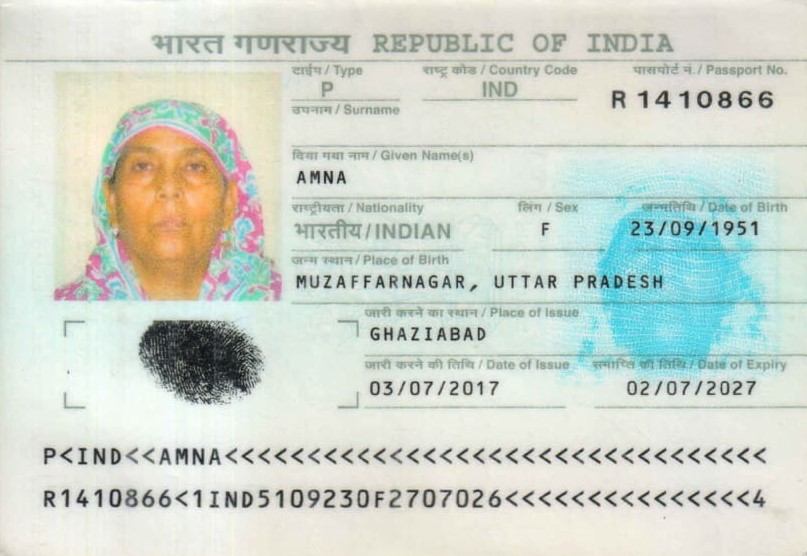 भारत गणराज्य REPUBLIC OF INDIA
टाईप / Type
राष्ट्र कोड / Country Code
पासपोर्ट नं. / Passport No.
P
IND
R 1410866
उपनाम / Surname
दिया गया नाम / Given Name(s)
AMNA
राष्ट्रीयता / Nationality
लिंग / Sex
जन्मतिथि / Date of Birth
भारतीय/INDIAN
F
23/09/1951
जन्म स्थान / Place of Birth
MUZAFFARNAGAR, UTTAR PRADESH
जारी करने का स्थान / Place of Issue
GHAZIABAD
जारी करने की तिथि / Date of Issue
समाप्ति की तिथि / Date of Expiry
03/07/2017
02/07/2027
P<IND<<AMNA<<<<<<<<<<<<<<<<<<<<<<<<<<<<<<<<<
R1410866<1IND5109230F2707026<<<<<<<<<<<<<<<4